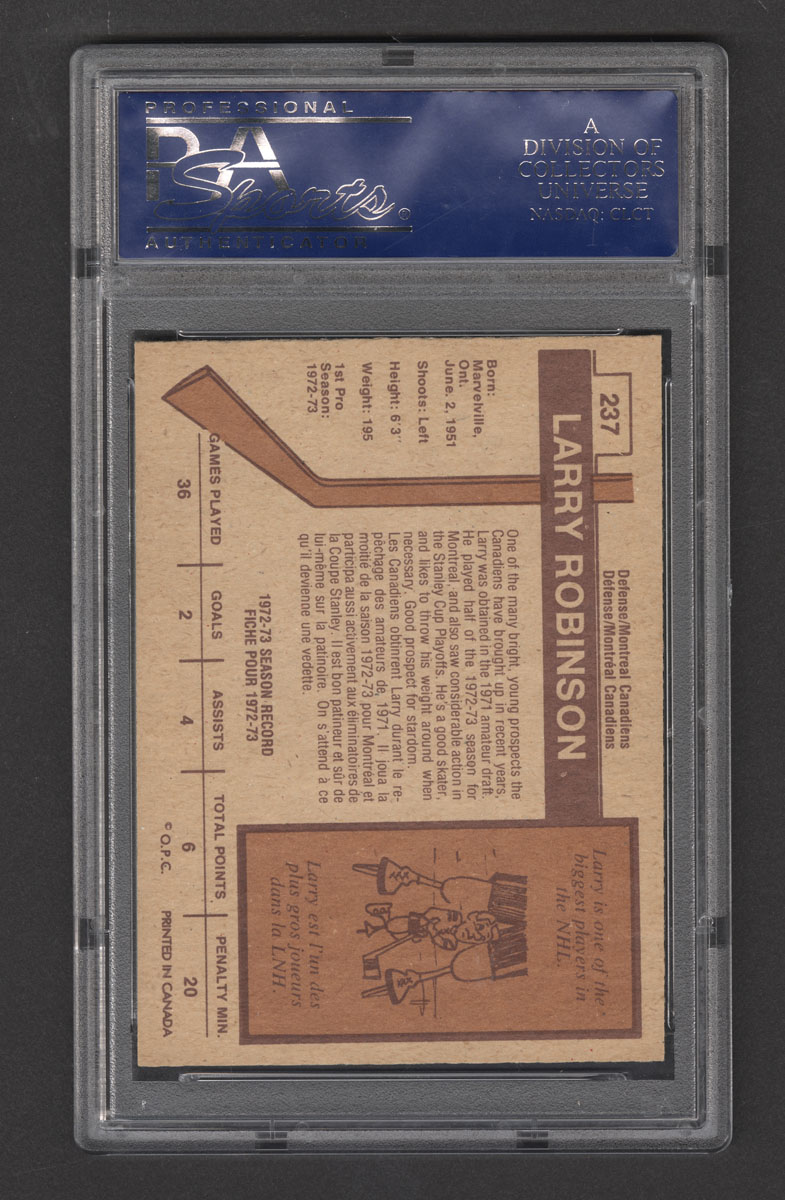 PROFESSIONAL
PSA
Sports®
AUTHENTICATOR
A
DIVISION OF
COLLECTORS
UNIVERSE
NASDAQ: CLCT
237
Defense/Montreal Canadiens
Défense/Montréal Canadiens
LARRY ROBINSON
Born:
Marvelville,
Ont.
June. 2, 1951
Shoots: Left
Height: 6'3''
Weight: 195
1st Pro
Season:
1972-73
One of the many bright, young prospects the
Canadiens have brought up in recent years,
Larry was obtained in the 1971 amateur draft.
He played half of the 1972-73 season for
Montreal, and also saw considerable action in
the Stanley Cup Playoffs. He's a good skater,
and likes to throw his weight around when
necessary. Good prospect for stardom.
Les Canadiens obtinrent Larry durant le re-
pêchage des amateurs de, 1971. Il joua la
moitié de la saison 1972-73 pour Montréal et
participa aussi activement aux éliminatoires de
la Coupe Stanley. Il est bon patineur et sûr de
lui-même sur la patinoire. On s'attend à ce
qu'il devienne une vedette.
Larry is one of the
biggest players in
the NHL.
Larry est l'un des
plus gros joueurs
dans la LNH.
1972-73 SEASON RECORD
FICHE POUR 1972-73
GAMES PLAYED GOALS ASSISTS TOTAL POINTS PENALTY MIN.
36 2 4 6 20
© O.P.C. PRINTED IN CANADA